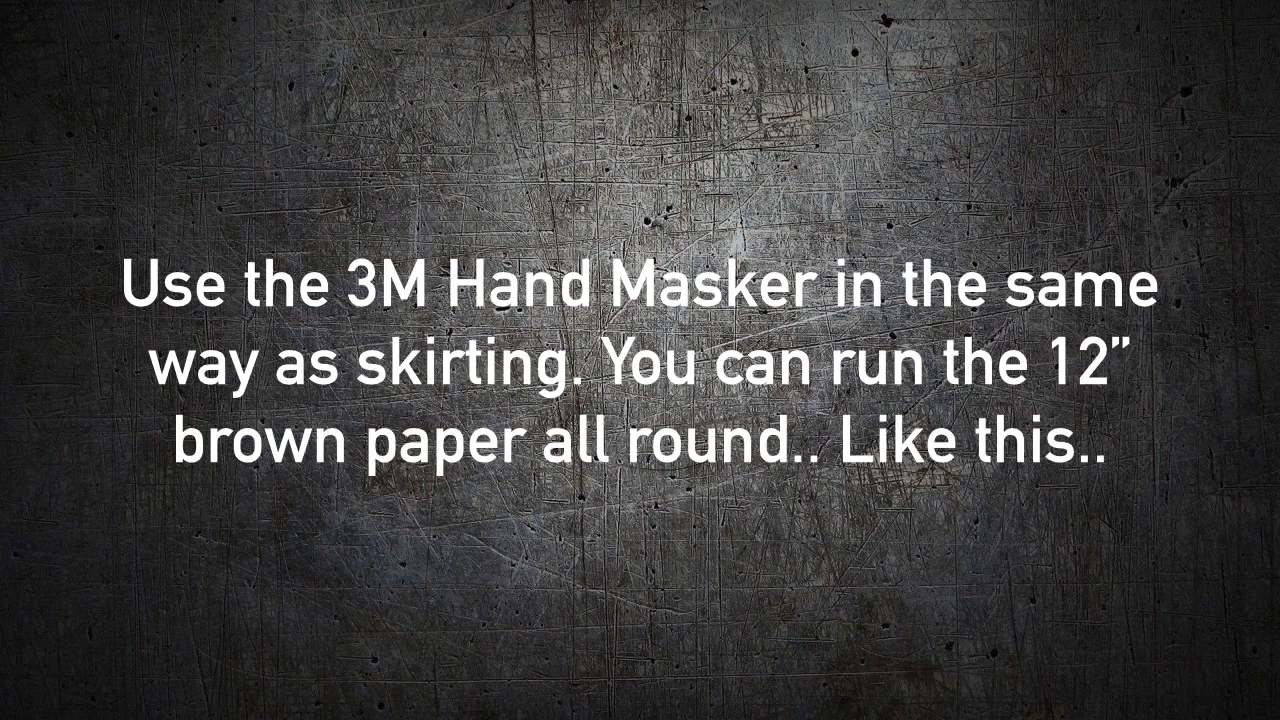 Use the 3M Hand Masker in the same
way as skirting. You can run the 12”
brown paper all round.. Like this..